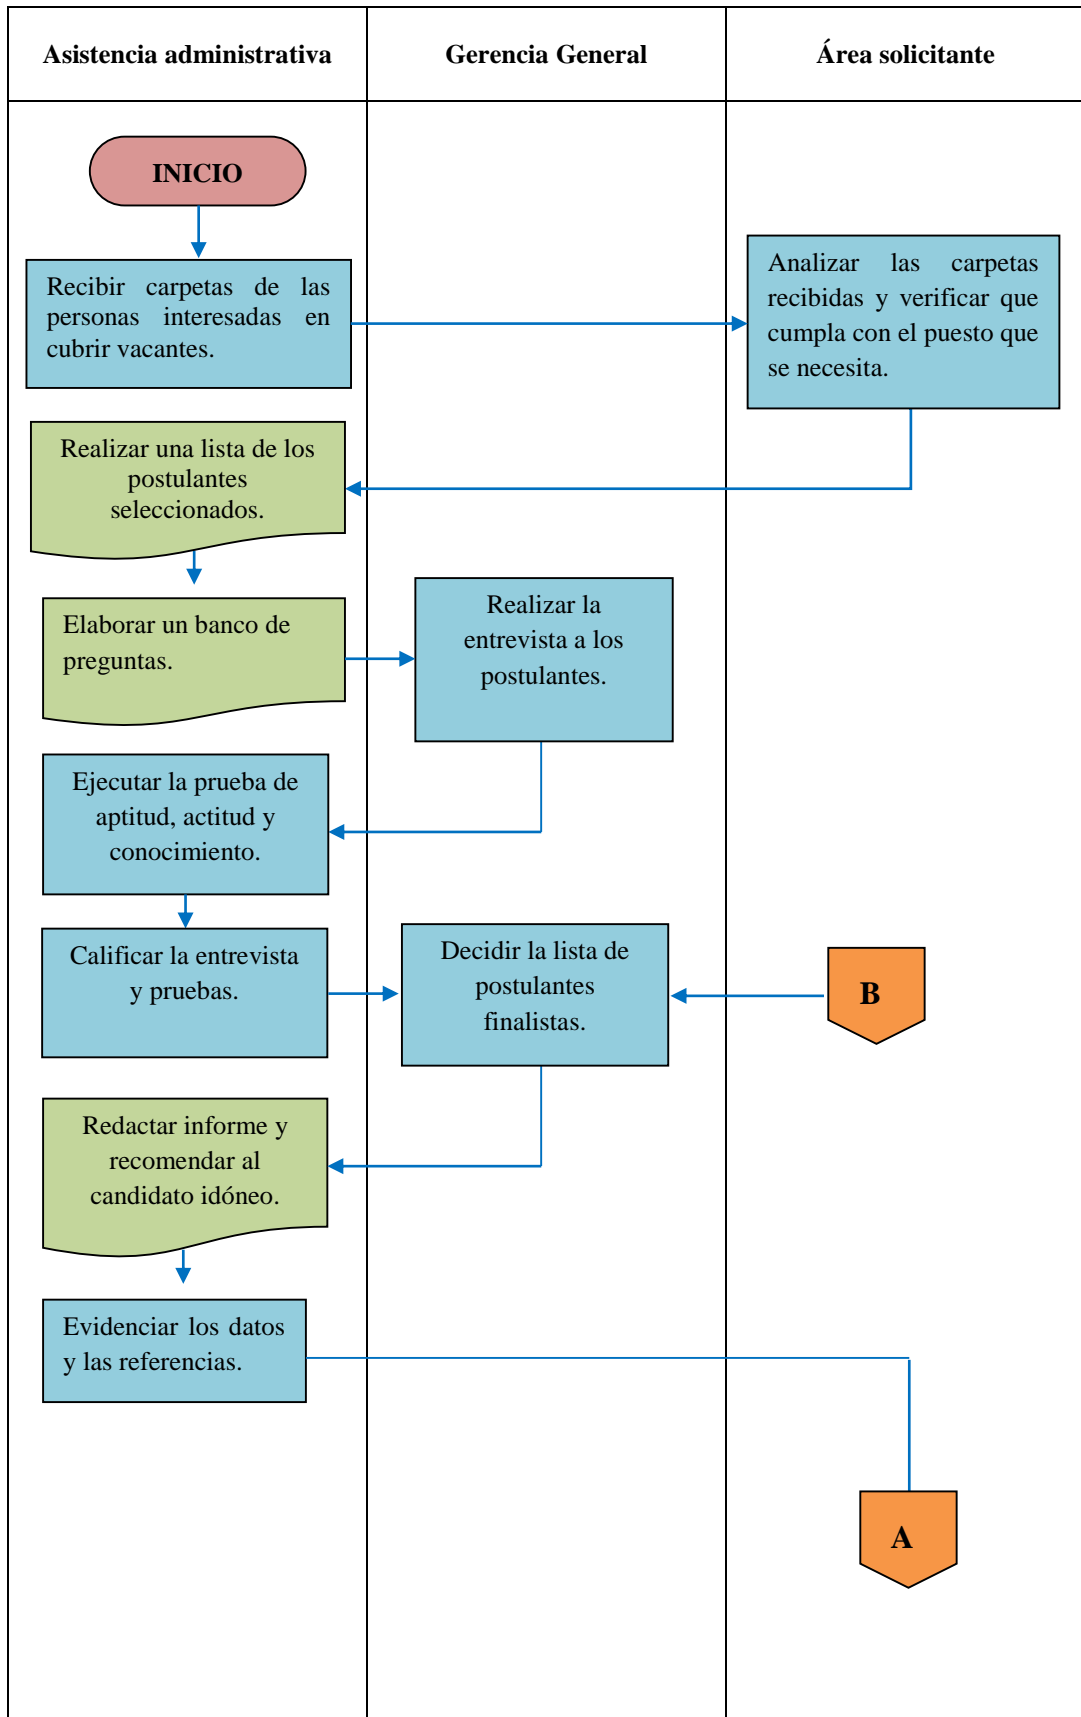 Asistencia administrativa
Gerencia General
Área solicitante
INICIO
Recibir carpetas de las
personas interesadas en
cubrir vacantes.
Analizar las carpetas
recibidas y verificar que
cumpla con el puesto que
se necesita.
Realizar una lista de los
postulantes
seleccionados.
Elaborar un banco de
preguntas.
Realizar la
entrevista a los
postulantes.
Ejecutar la prueba de
aptitud, actitud y
conocimiento.
Calificar la entrevista
y pruebas.
Decidir la lista de
postulantes
finalistas.
B
Redactar informe y
recomendar al
candidato idóneo.
Evidenciar los datos
y las referencias.
A